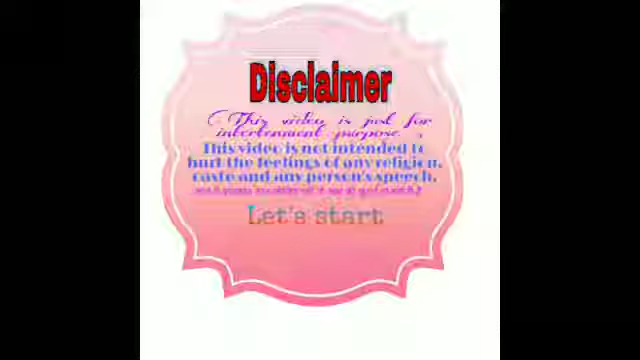 Disclaimer
This video is just for
intertenment purpose
This video is not intended to
hurt the feelings of any religion,
caste and any person's speech.
Let's start